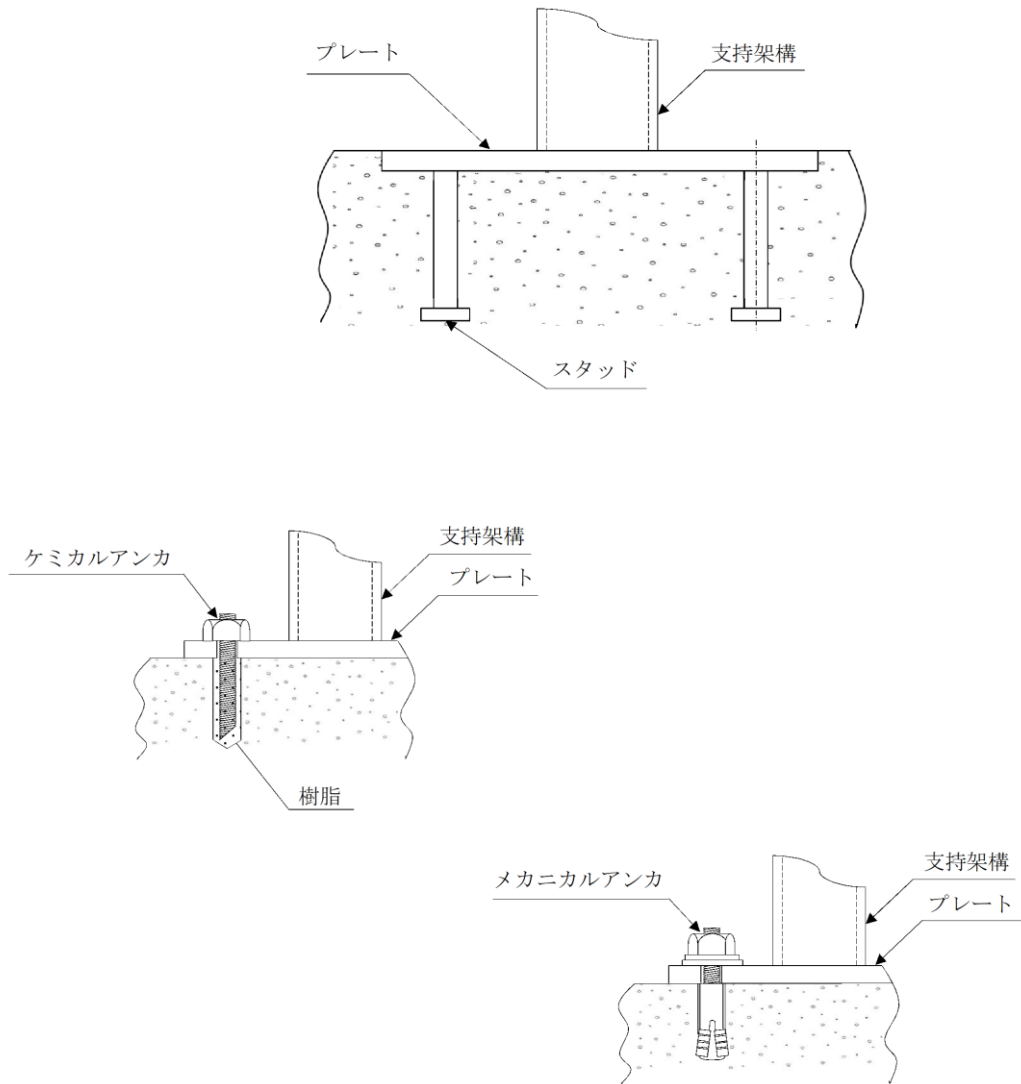 プレート
支持架構
スタッド
ケミカルアンカ
支持架構
プレート
樹脂
メカニカルアンカ
支持架構
プレート